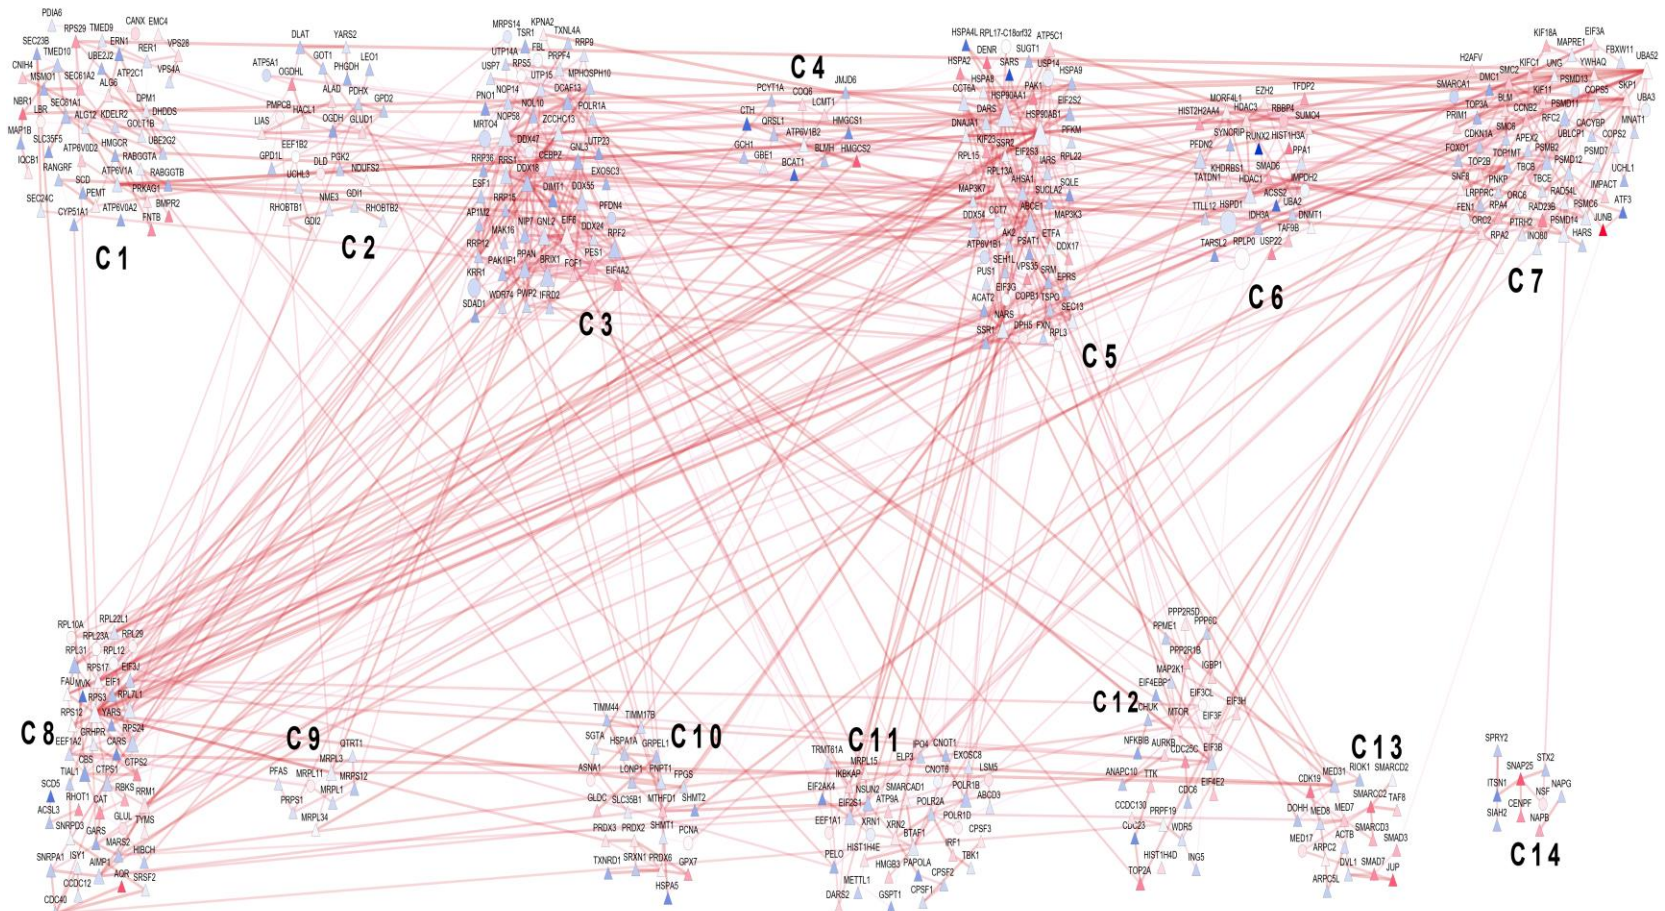 PDIA6
CANX EMC4
RPS29 TMED9
SEC23B ERN1 VPS28
TMED10 UBE2J2 RER1
CNIH4 MSMO1 SEC61A2 ALG6 ATP2C1 VPS4A
NBR1 LBR SEC61A1 DPM1
ALG12 KDELR2 DHDDS
MAP1B GOLT1B
SLC35F5 HMGCR UBE2G2
IQCB1 ATP6V0D2 RABGGTA
RANGRF ATP6V1A
SCD RABGGTB
PEMT PRKAG1
SEC24C BMPR2
CYP51A1 ATP6V0A2
FNTB
C 1
DLAT YARS2
GOT1 LEO1
ATP5A1 PHGDH
OGDHL ALAD PDHX
PMPCB HACL1 GPD2
LIAS OGDH GLUD1
EEF1B2
GPD1L DLD PGK2
UCHL3 NDUFS2
NME3 GDI1
RHOBTB1 RHOBTB2
GDI2
C 2
MRPS14 KPNA2
TSR1 TXNL4A
UTP14A FBL RRP9
USP7 RPS5 PRPF4
UTP15 MPHOSPH10
NOP14 DCAF13
PNO1 NOL10 POLR1A
MRTO4 NOP58 ZCCHC13
DDX47 UTP23
RRP36 RRS1 CEBPZ GNL3
DDX18 EXOSC3
ESF1 DIMT1 DDX55
RRP15 PFDN4
AP1M2 GNL2 EIF6 DDX24
MAK16 NIP7 RPF2
RRP12 PPAN PES1
PAK1IP1 BRIX1 FCF1
KRR1 EIF4A2
WDR74 PWP2 IFRD2
SDAD1
C 3
C 4
JMJD6
PCYT1A COQ6
CTH LCMT1
QRSL1 HMGCS1
ATP6V1B2
GCH1 BLMH HMGCS2
GBE1
BCAT1
HSPA4L RPL17-C18orf32 ATP5C1
DENR SUGT1
HSPA2 SARS USP14
HSPA8 HSPA9
CCT6A PAK1
HSP90AA1 EIF2S2
DARS HSP90AB1
DNAJA1 PFKM
KIF23 SSR2
RPL15 EIF2S3 RPL22
RPL13A IARS
AHSA1 SQLE
MAP3K7 SUCLA2
CCT7 ABCE1 MAP3K3
DDX54 ETFA
AK2 PSAT1 DDX17
ATP6V1B1 SEH1L
VPS35 SRM
PUS1 EIF3G EPRS
ACAT2 COPB1 TSPO
NARS SEC13
SSR1 DPH5 FXN RPL3
C 5
EZH2 TFDP2
MORF4L1 HDAC3 RBBP4
HIST2H2AA4 SUMO4
SYNCRIP RUNX2 HIST1H3A
PFDN2 PPA1
KHDRBS1 SMAD6
TATDN1 HDAC1 IMPDH2
ACSS2
TTLL12 HSPD1 UBA2
IDH3A DNMT1
TAF9B
TARSL2 RPLP0 USP22
C 6
KIF18A EIF3A
MAPRE1 FBXW11
H2AFV YWHAQ UBA52
SMC2 KIFC1 UNG
SMARCA1 DMC1 PSMD13 SKP1
KIF11 COPS5 UBA3
TOP3A BLM PSMD11
PRIM1 CCNB2 MNAT1
SMC6 RFC2 CACYBP
CDKN1A APEX2 UBLCP1 COPS2
FOXO1 TOP1MT PSMB2 PSMD7
TOP2B PSMD12 UCHL1
SNF8 PNKP TBCE
TBCB IMPACT
LRPPRC ORC6 RAD54L
FEN1 RPA4 RAD23B PSMC6 ATF3
ORC2 PTRH2 PSMD14 JUNB
RPA2 INO80 HARS
C 7
RPL22L1
RPL10A RPL23A RPL29
RPL31 RPL12
RPS17 EIF3J
FAU MVK EIF1
RPS3 RPL7L1
RPS12 YARS
GRHPR RPS24
EEF1A2 CARS
CBS CTPS2
TIAL1 CTPS1
SCD5 RBKS
RHOT1 CAT RRM1
ACSL3 GLUL
SNRPD3 TYMS
GARS
MARS2 HIBCH
SNRPA1 ISY1 AIMP1
CCDC12 AQR SRSF2
CDC40
C 8
C 9
QTRT1
MRPL3
PFAS MRPL11 MRPS12
PRPS1 MRPL1
MRPL34
TIMM44 TIMM17B
SGTA HSPA1A GRPEL1
ASNA1 LONP1 PNPT1 FPGS
GLDC SLC35B1 MTHFD1 SHMT2
PRDX3 PRDX2 SHMT1 PCNA
TXNRD1 SRXN1 PRDX6 GPX7
HSPA5
C 10
C 11
IPO4 CNOT1
TRMT61A ELP3 EXOSC8
MRPL15 CNOT6 LSM5
IKBKAP SMARCAD1 POLR1B
EIF2AK4 NSUN2 ABCD3
EIF2S1 ATP9A POLR2A
EEF1A1 XRN1 XRN2 POLR1D CPSF3
BTAF1 IRF1
HIST1H4E TBK1
PELO HMGB3 PAPOLA
METTL1 CPSF2
DARS2 GSPT1 CPSF1
PPP2R5D
PPME1 PPP6C
PPP2R1B
MAP2K1 IGBP1
EIF4EBP1 EIF3CL
CHUK MTOR EIF3F EIF3H
NFKBIB AURKB EIF3B
CDC25C
ANAPC10 TTK EIF4E2
CDC6
CCDC130 PRPF19
CDC23 WDR5
HIST1H4D ING5
TOP2A
C 12
C 13
MED31 RIOK1 SMARCD2
CDK19 SMARCC2
DOHH MED8 MED7 TAF8
MED17 ACTB SMARCD3
ARPC2 SMAD3
DVL1 SMAD7
ARPC5L JUP
SPRY2 STX2
SNAP25
ITSN1 NSF NAPG
CENPF
SIAH2 NAPB
C 14